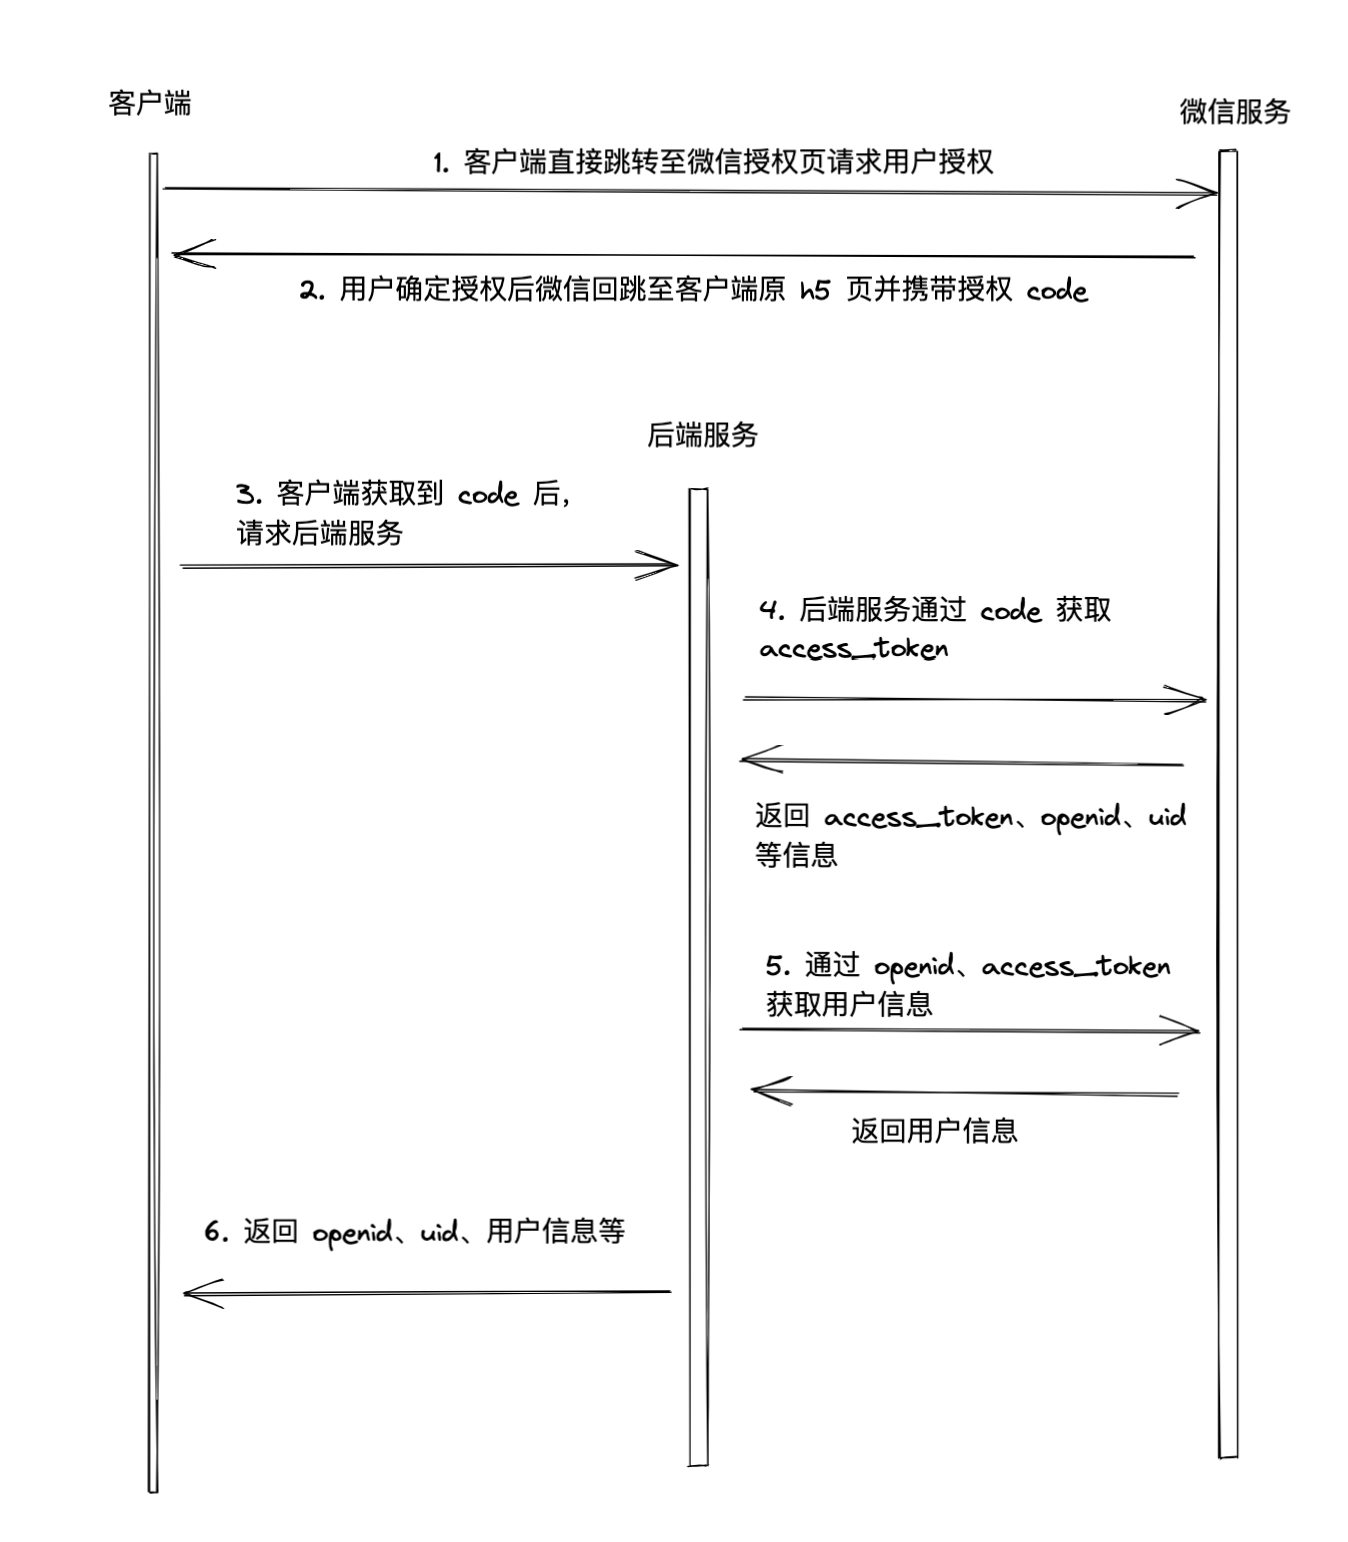 客户端
微信服务
1. 客户端直接跳转至微信授权页请求用户授权
2. 用户确定授权后微信回跳至客户端原 h5 页并携带授权 code
后端服务
3. 客户端获取到 code 后，
请求后端服务
4. 后端服务通过 code 获取
access_token
返回 access_token、openid、uid
等信息
5. 通过 openid、access_token
获取用户信息
返回用户信息
6. 返回 openid、uid、用户信息等